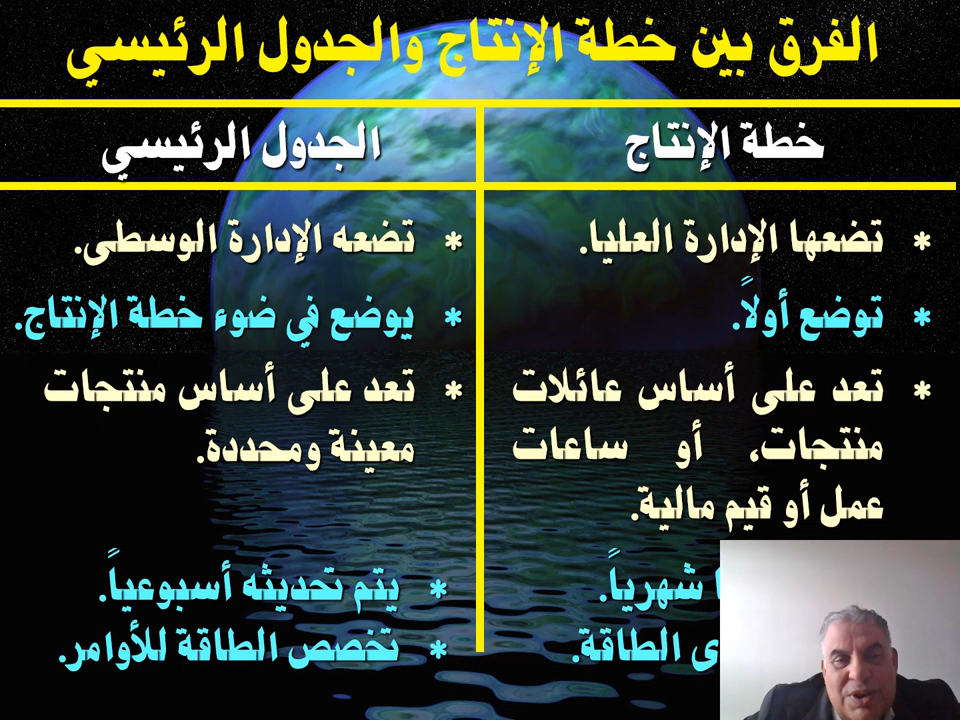 الفرق بين خطة الإنتاج والجدول الرئيسي
خطة الإنتاج
الجدول الرئيسي
* تضعها الإدارة العليا.
* تضعه الإدارة الوسطى.
* توضع أولاً.
* يوضع في ضوء خطة الإنتاج.
* تعد على أساس عائلات
منتجات، أو ساعات
عمل أو قيم مالية.
* تعد على أساس منتجات
معينة ومحددة.
شهرياً.
* يتم تحديثه أسبوعياً.
الطاقة.
* تخصص الطاقة للأوامر.